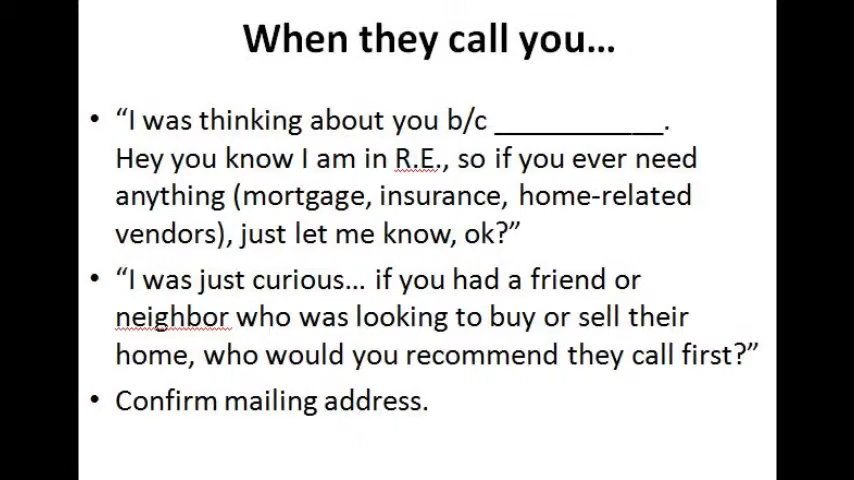 When they call you…
• “I was thinking about you b/c ___________.
Hey you know I am in R.E., so if you ever need
anything (mortgage, insurance, home-related
vendors), just let me know, ok?”
• “I was just curious… if you had a friend or
neighbor who was looking to buy or sell their
home, who would you recommend they call first?”
• Confirm mailing address.